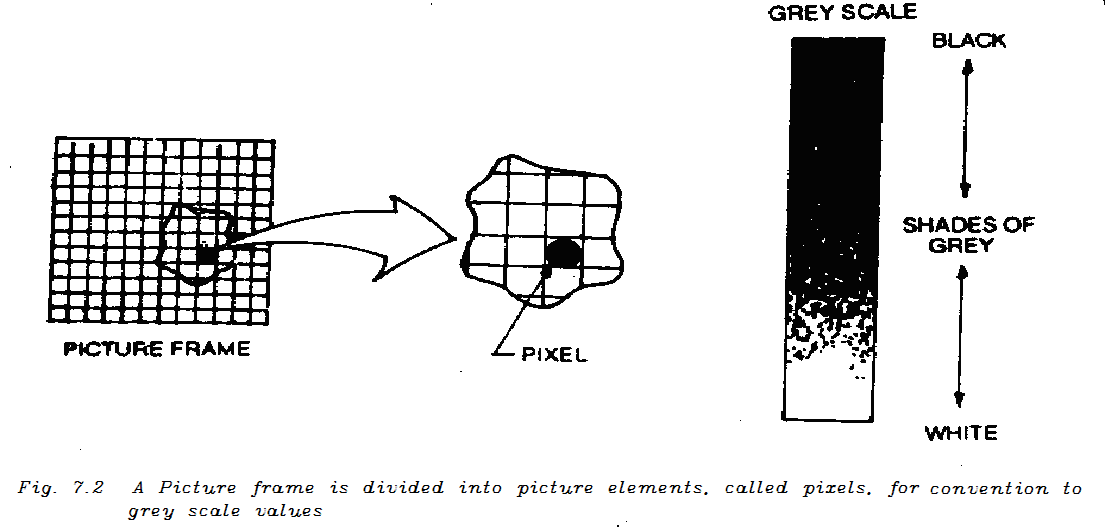 GREY SCALE
BLACK
SHADES OF
GREY
WHITE
PICTURE FRAME
PIXEL
Fig. 7.2 A Picture frame is divided into picture elements, called pixels, for convention to
grey scale values